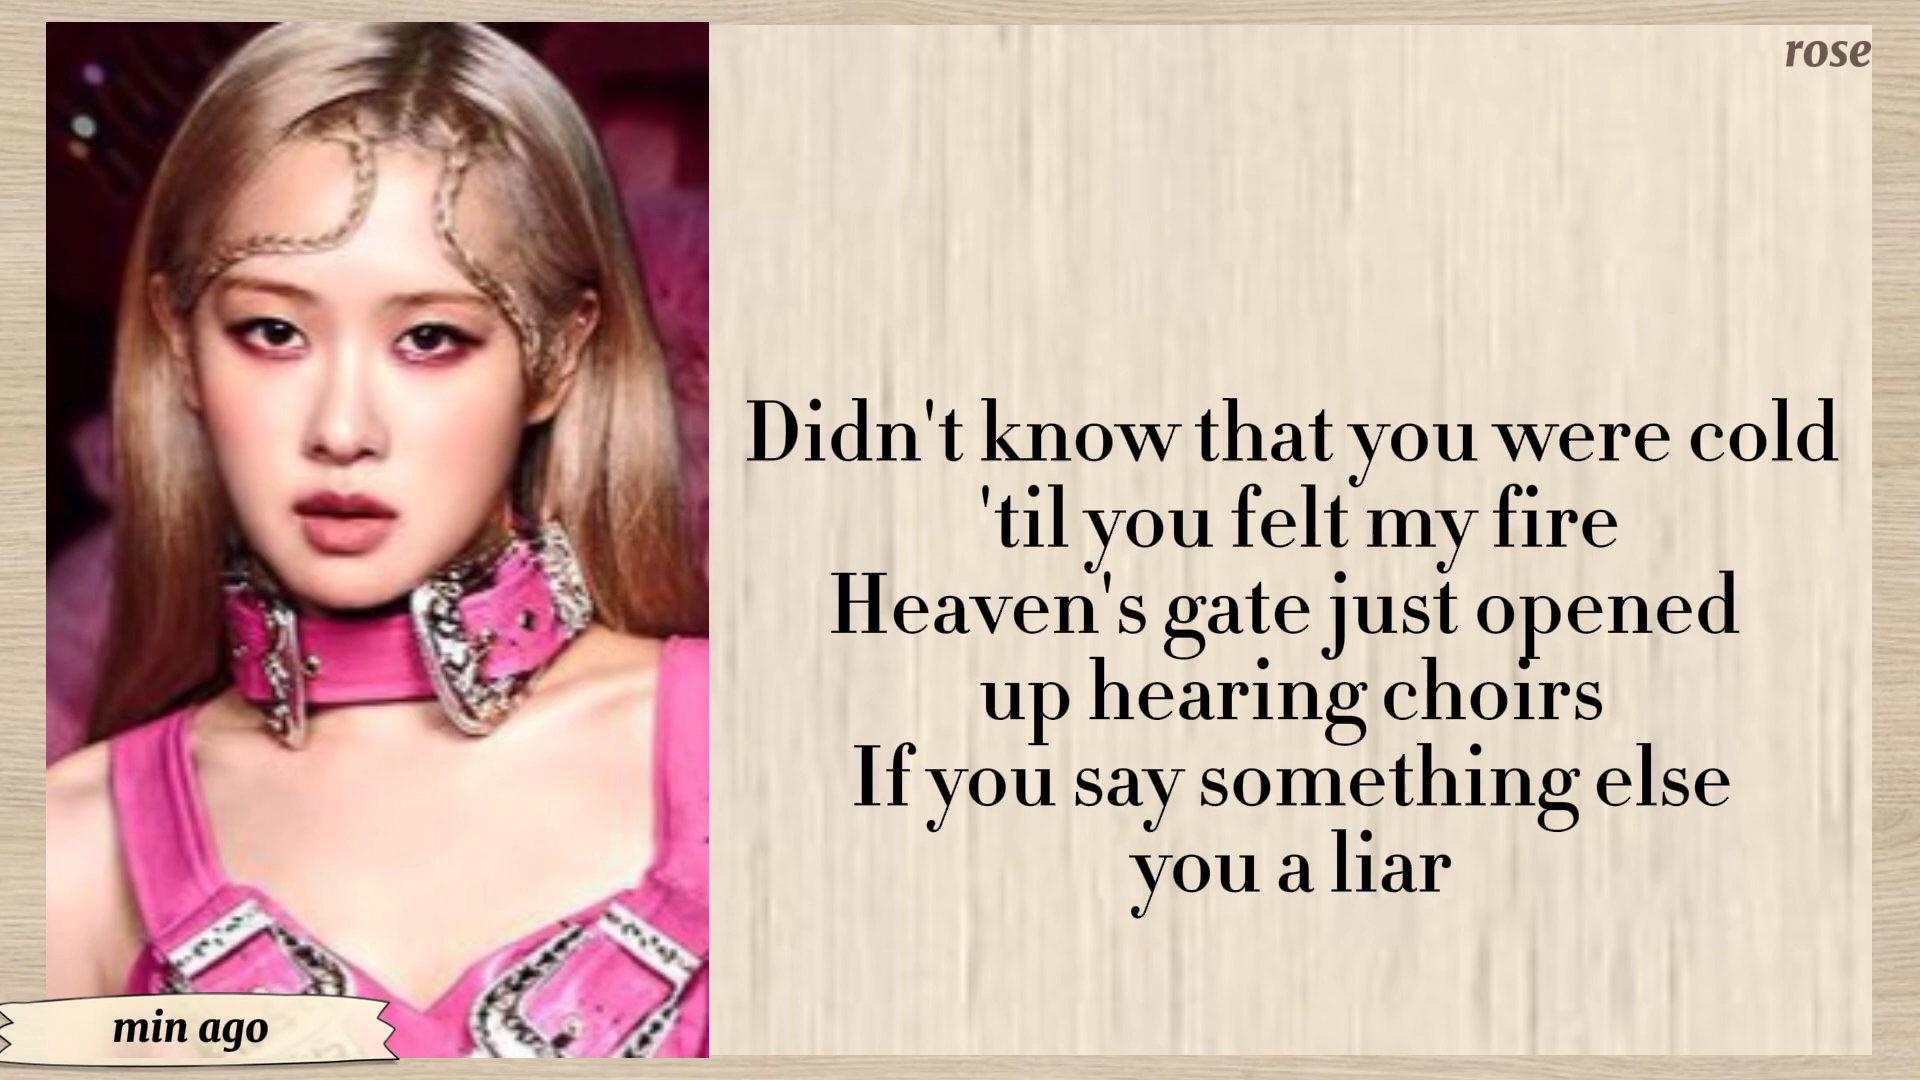 rose
Didn't know that you were cold
'til you felt my fire
Heaven's gate just opened
up hearing choirs
If you say something else
you a liar
min ago